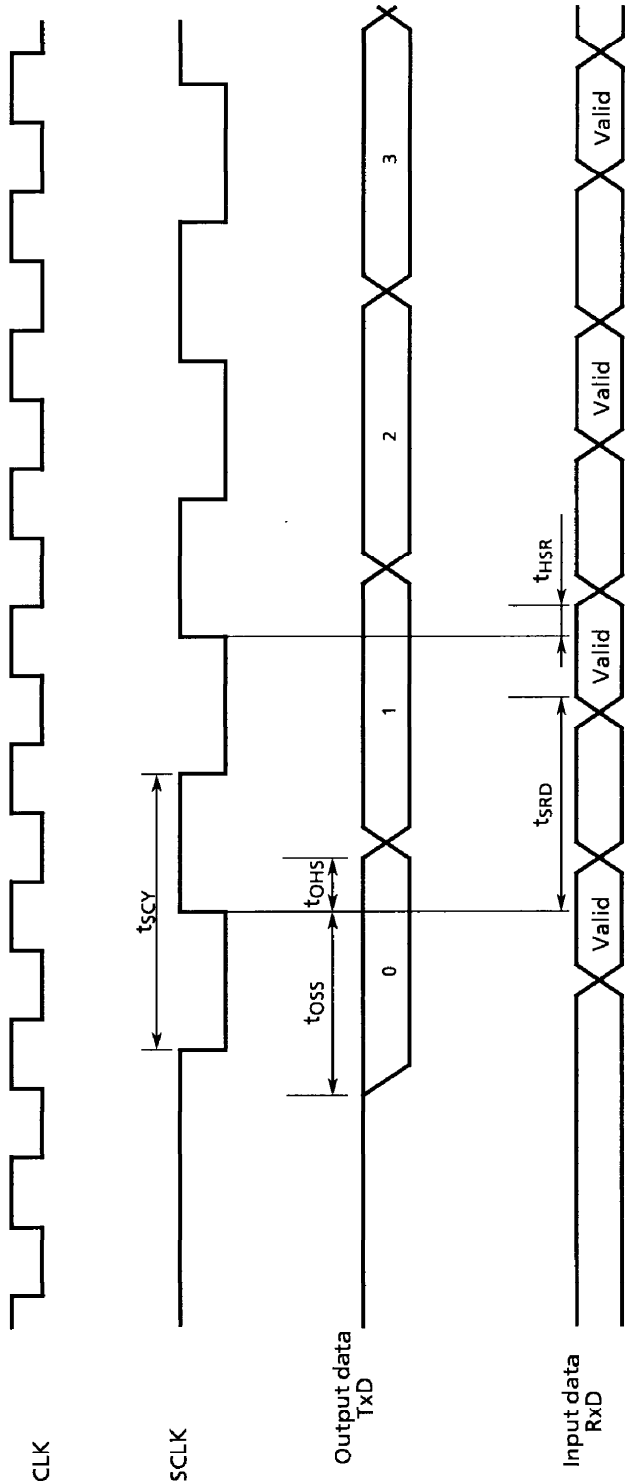 CLK
SCLK
tSCY
Output data
TxD
tOSS
tOHS
0
1
2
3
Input data
RxD
tSRD
tHSR
Valid
Valid
Valid
Valid